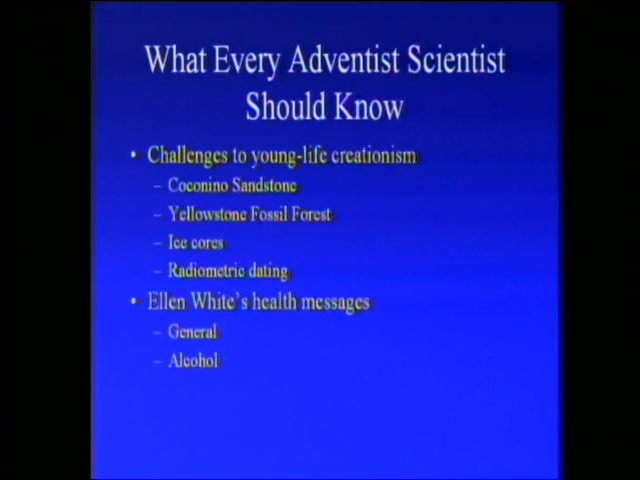 What Every Adventist Scientist
Should Know
• Challenges to young-life creationism
– Coconino Sandstone
– Yellowstone Fossil Forest
– Ice cores
– Radiometric dating
• Ellen White's health messages
– General
– Alcohol